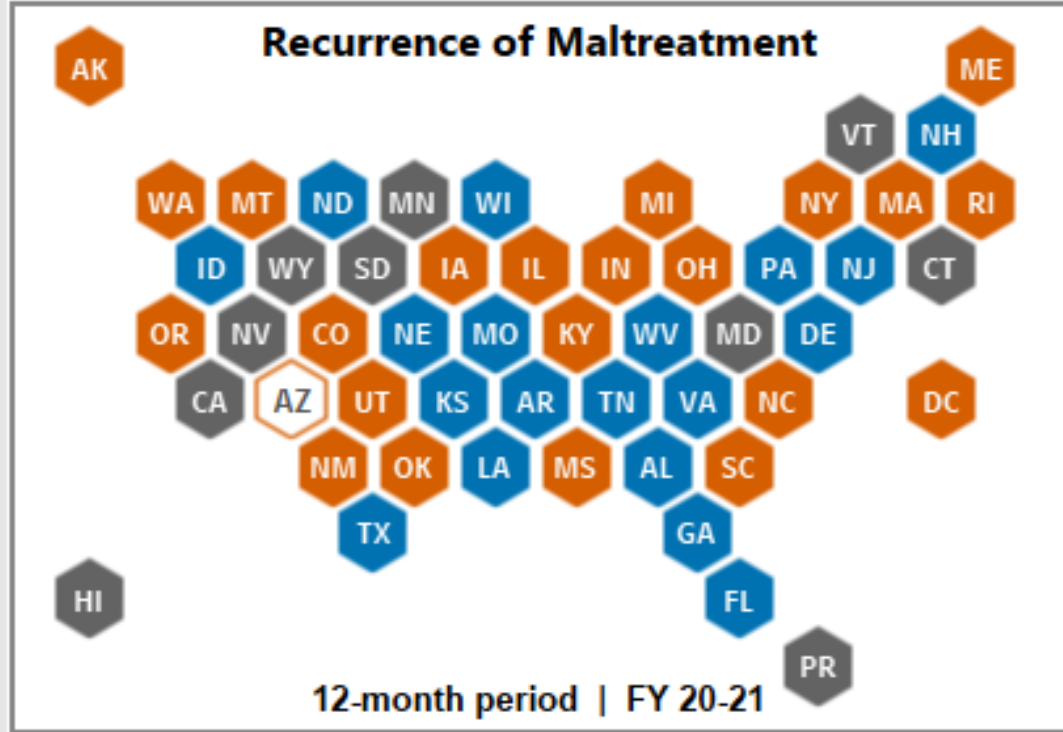 Recurrence of Maltreatment
AK
ME
VT NH
WA MT ND MN WI MI NY MA RI
ID WY SD IA IL IN OH PA NJ CT
OR NV CO NE MO KY WV MD DE
CA AZ UT KS AR TN VA NC DC
NM OK LA MS AL SC
TX GA
HI FL
PR
12-month period | FY 20-21